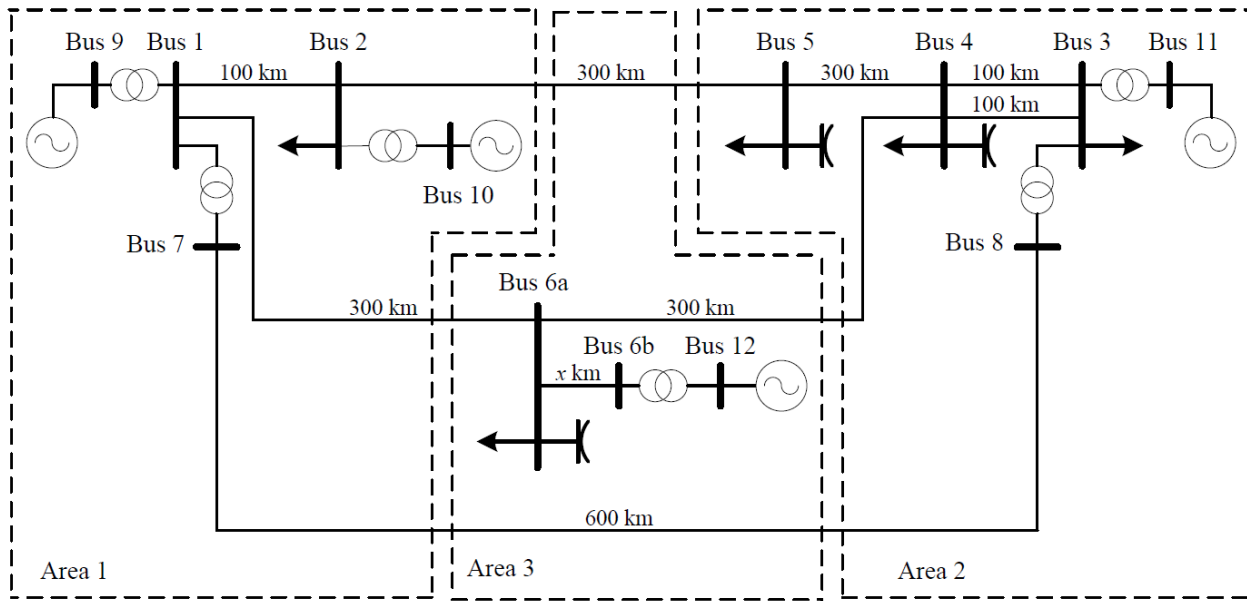 Bus 9
Bus 1
Bus 2
Bus 5
Bus 4
Bus 3
Bus 11
100 km
300 km
300 km
100 km
100 km
Bus 10
Bus 7
Bus 8
Bus 6a
300 km
300 km
Bus 6b
Bus 12
x km
600 km
Area 1
Area 3
Area 2